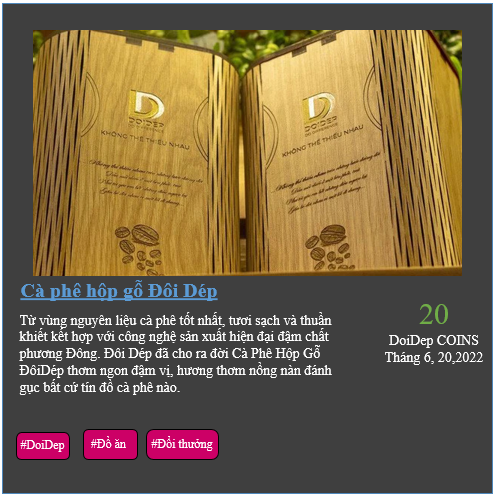 DOIDEP
KHÔNG THỂ THIẾU NHAU
DOIDEP
KHÔNG THỂ THIẾU NHAU
Cà phê hộp gỗ Đôi Dép
Từ vùng nguyên liệu cà phê tốt nhất, tươi sạch và thuần
khiết kết hợp với công nghệ sản xuất hiện đại đậm chất
phương Đông. Đôi Dép đã cho ra đời Cà Phê Hộp Gỗ
ĐôiDép thơm ngon đậm vị, hương thơm nồng nàn đánh
gục bất cứ tín đồ cà phê nào.
20
DoiDep COINS
Tháng 6, 20,2022
#DoiDep
#Đồ ăn
#Đổi thưởng